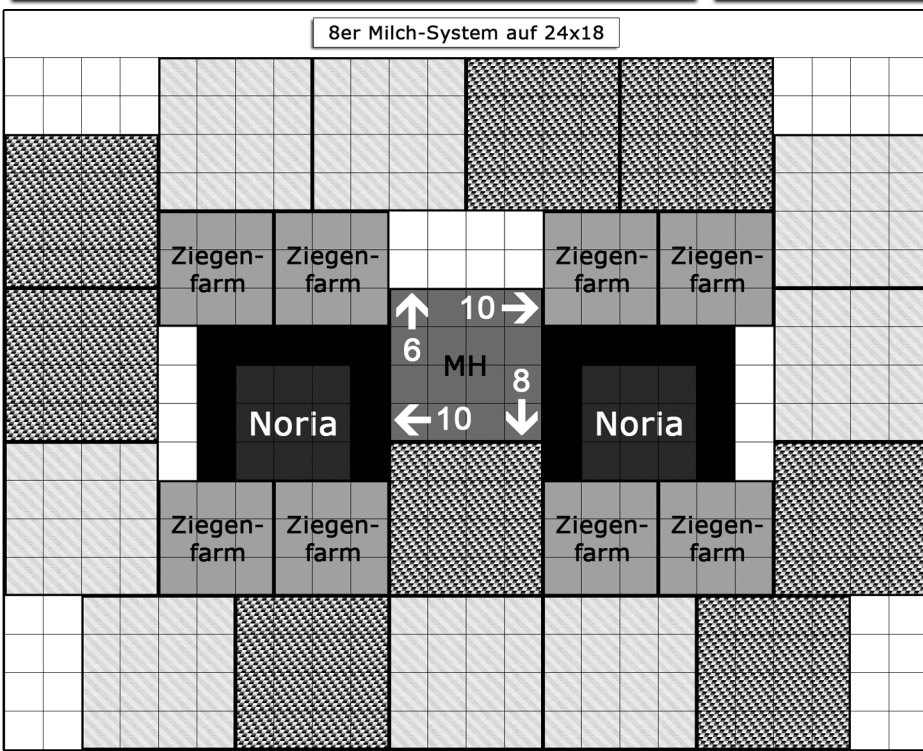 8er Milch-System auf 24x18
Ziegen-
farm
Ziegen-
farm
Ziegen-
farm
Ziegen-
farm
10
6
MH
8
10
Noria
Noria
Ziegen-
farm
Ziegen-
farm
Ziegen-
farm
Ziegen-
farm